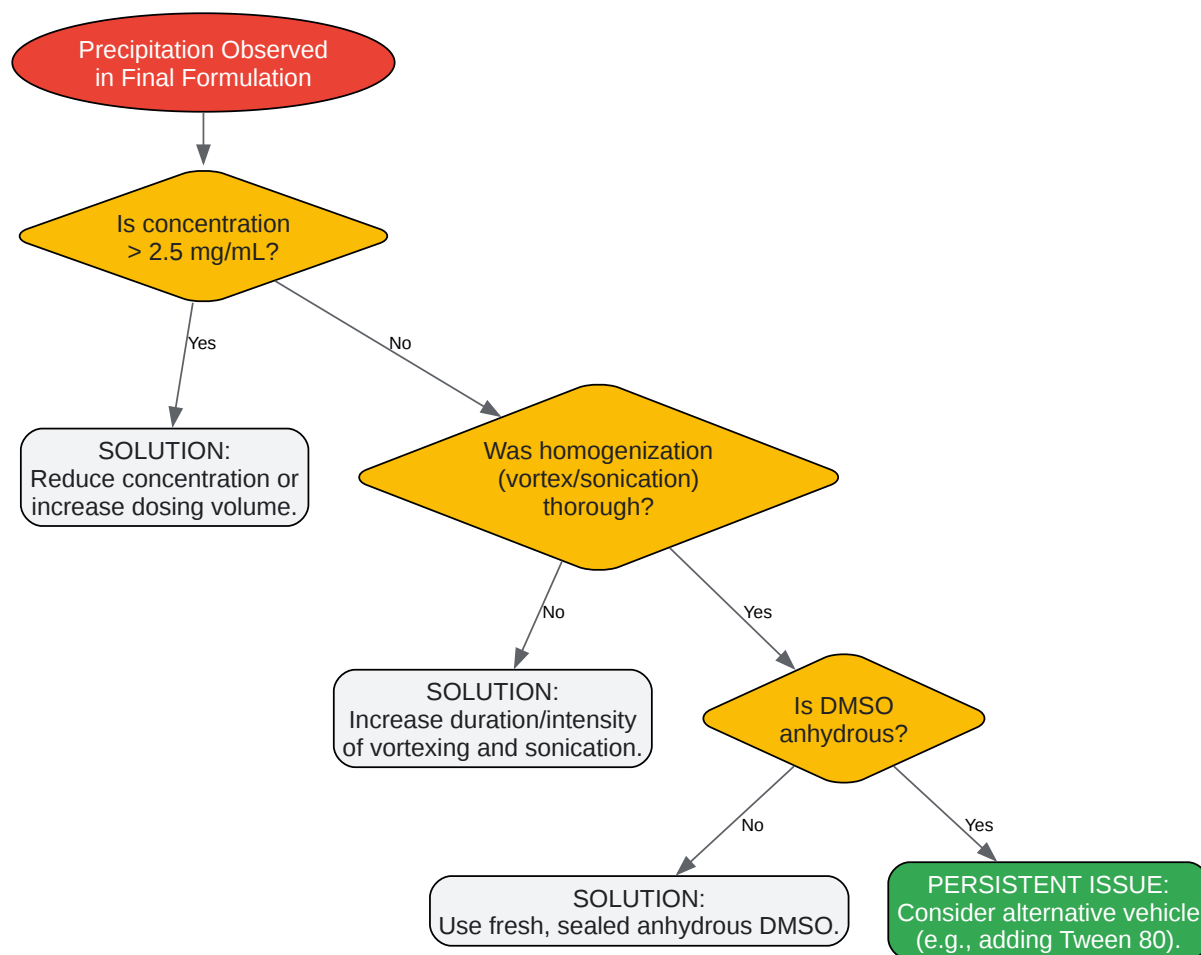 Precipitation Observed
in Final Formulation
Is concentration
> 2.5 mg/mL?
Yes
No
SOLUTION:
Reduce concentration or
increase dosing volume.
Was homogenization
(vortex/sonication)
thorough?
No
Yes
SOLUTION:
Increase duration/intensity
of vortexing and sonication.
Is DMSO
anhydrous?
No
Yes
SOLUTION:
Use fresh, sealed anhydrous DMSO.
PERSISTENT ISSUE:
Consider alternative vehicle
(e.g., adding Tween 80).